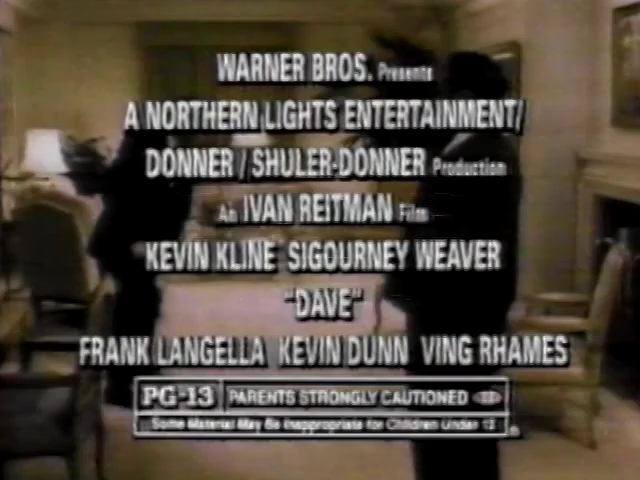 WARNER BROS. Presents
A NORTHERN LIGHTS ENTERTAINMENT/
DONNER / SHULER-DONNER Production
An IVAN REITMAN Film
KEVIN KLINE SIGOURNEY WEAVER
"DAVE"
FRANK LANGELLA KEVIN DUNN VING RHAMES
PG-13 PARENTS STRONGLY CAUTIONED
Some Material May Be Inappropriate for Children Under 13